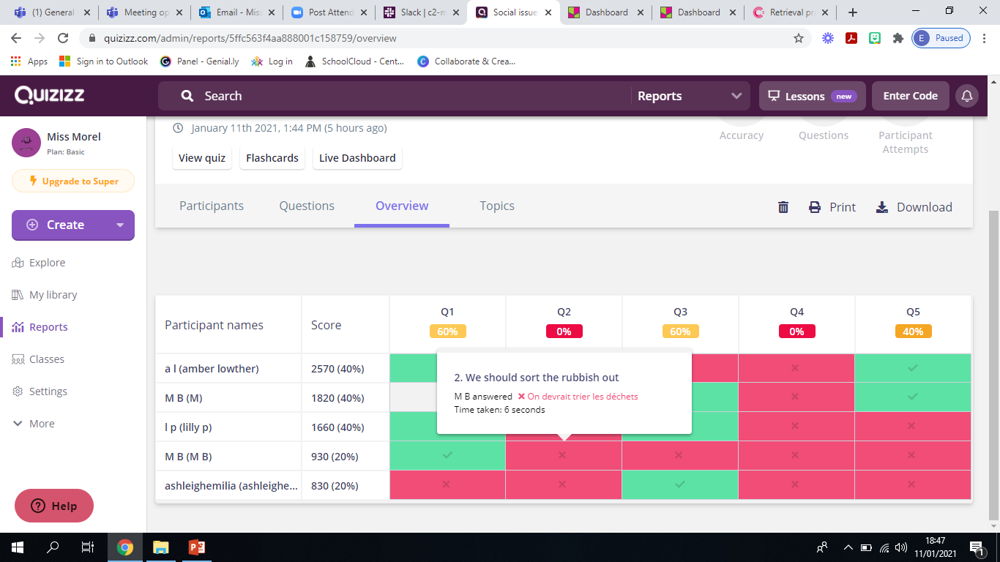 (1) General
Meeting op
Email - Mis
Post Attend
Slack | c2-m
Social issue
Dashboard
Dashboard
Retrieval pr
quizizz.com/admin/reports/5ffc563f4aa888001c158759/overview
E Paused
Apps
Sign in to Outlook
Panel - Genial.ly
Log in
SchoolCloud - Cent...
Collaborate & Crea...
Quizizz
Search
Reports
Lessons new
Enter Code
Miss Morel
Plan: Basic
Upgrade to Super
Create
Explore
My library
Reports
Classes
Settings
More
Help
January 11th 2021, 1:44 PM (5 hours ago)
Accuracy
Questions
Participant
Attempts
View quiz
Flashcards
Live Dashboard
Participants
Questions
Overview
Topics
Print
Download
Participant names
Score
Q1
60%
Q2
0%
Q3
60%
Q4
0%
Q5
40%
a l (amber lowther) 2570 (40%)
M B (M) 1820 (40%)
l p (lilly p) 1660 (40%)
M B (M B) 930 (20%)
ashleighemilia (ashleighe... 830 (20%)
2. We should sort the rubbish out
M B answered On devrait trier les déchets
Time taken: 6 seconds
18:47
11/01/2021
1